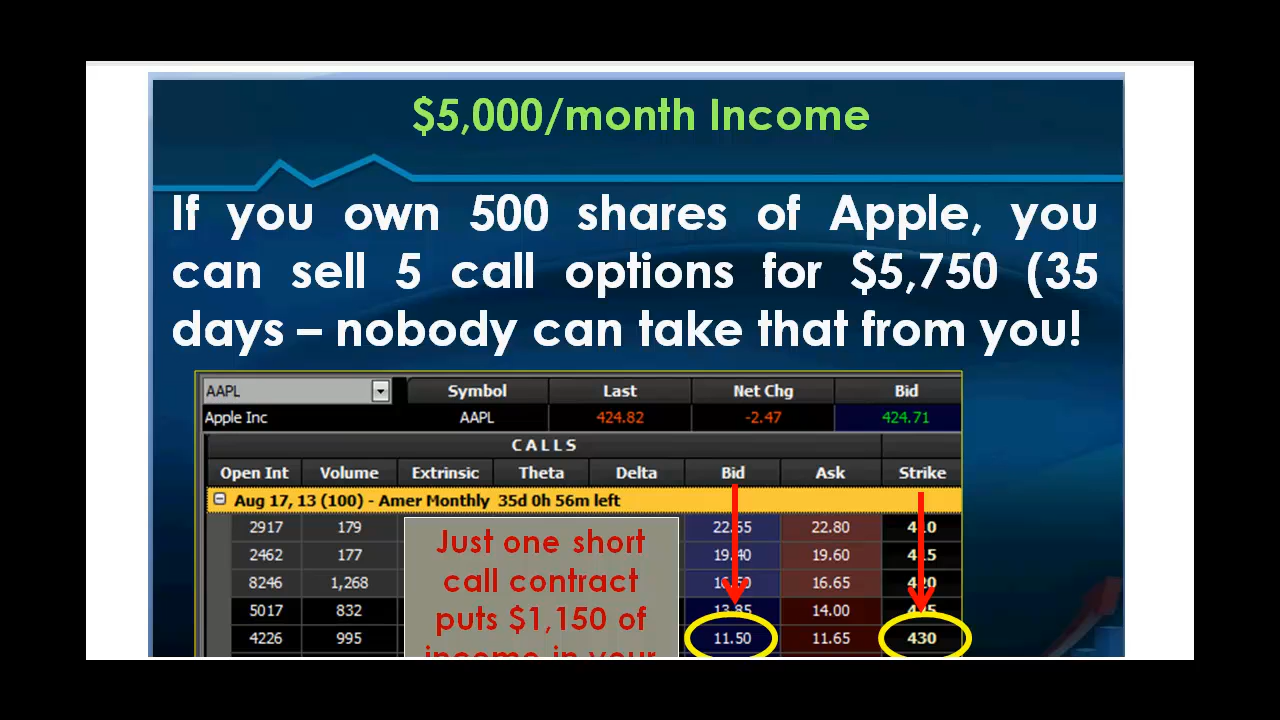 $5,000/month Income
If you own 500 shares of Apple, you
can sell 5 call options for $5,750 (35
days – nobody can take that from you!
AAPL Symbol Last Net Chg Bid
Apple Inc AAPL 424.82 -2.47 424.71
CALLS
Open Int Volume Extrinsic Theta Delta Bid Ask Strike
Aug 17, 13 (100) - Amer Monthly 35d 0h 56m left
2917 179 22.80
2462 177 19.60
8246 1,268 16.65
5017 832 14.00
4226 995 11.50 11.65 430
Just one short
call contract
puts $1,150 of
income in your